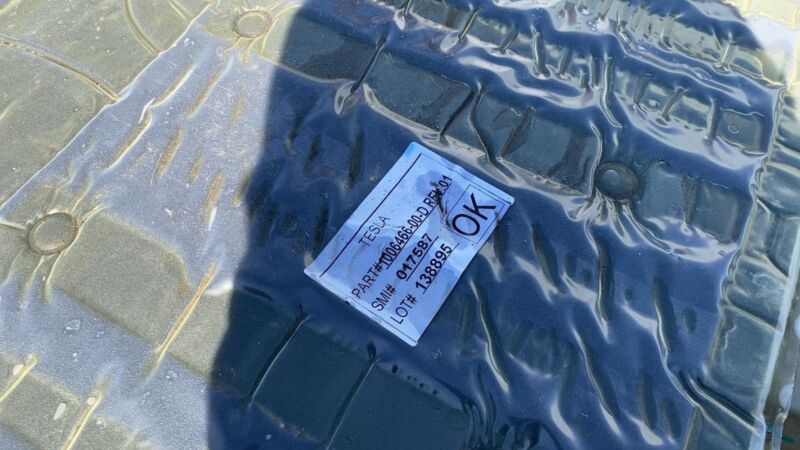 TESLA
PART#1006466-00-D REV.01
SMI# 017587
LOT# 138895
OK